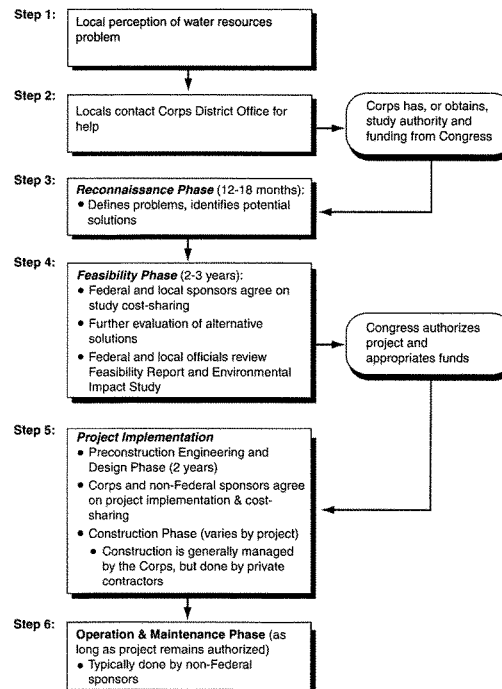 Step 1:
Local perception of water resources
problem
Step 2:
Locals contact Corps District Office for
help
Corps has, or obtains,
study authority and
funding from Congress
Step 3:
Reconnaissance Phase (12-18 months):
• Defines problems, identifies potential
solutions
Step 4:
Feasibility Phase (2-3 years):
• Federal and local sponsors agree on
study cost-sharing
• Further evaluation of alternative
solutions
• Federal and local officials review
Feasibility Report and Environmental
Impact Study
Congress authorizes
project and
appropriates funds
Step 5:
Project Implementation
• Preconstruction Engineering and
Design Phase (2 years)
• Corps and non-Federal sponsors agree
on project implementation & cost-
sharing
• Construction Phase (varies by project)
• Construction is generally managed
by the Corps, but done by private
contractors
Step 6:
Operation & Maintenance Phase (as
long as project remains authorized)
• Typically done by non-Federal
sponsors